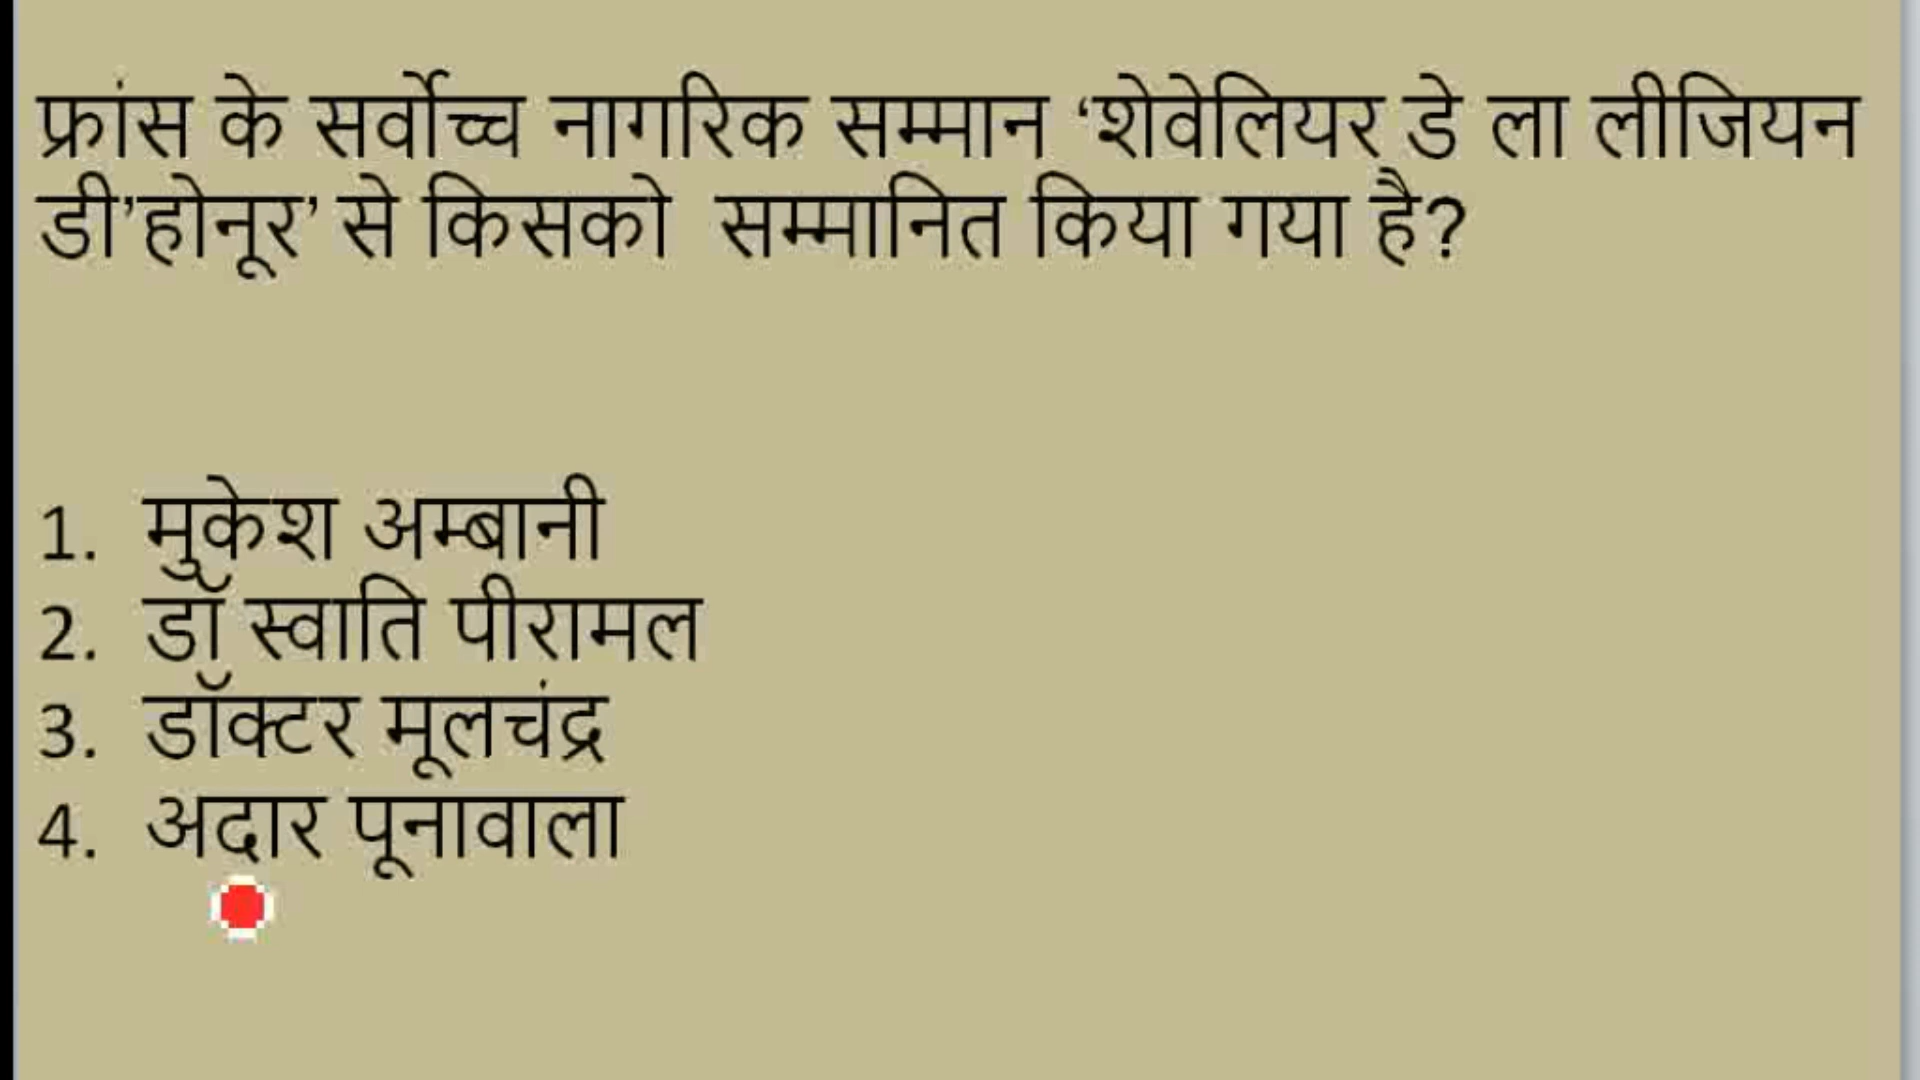 फ्रांस के सर्वोच्च नागरिक सम्मान ‘शेवेलियर डे ला लीजियन
डी’होनूर’ से किसको सम्मानित किया गया है?
1. मुकेश अम्बानी
2. डॉ स्वाति पीरामल
3. डॉक्टर मूलचंद्र
4. अदार पूनावाला